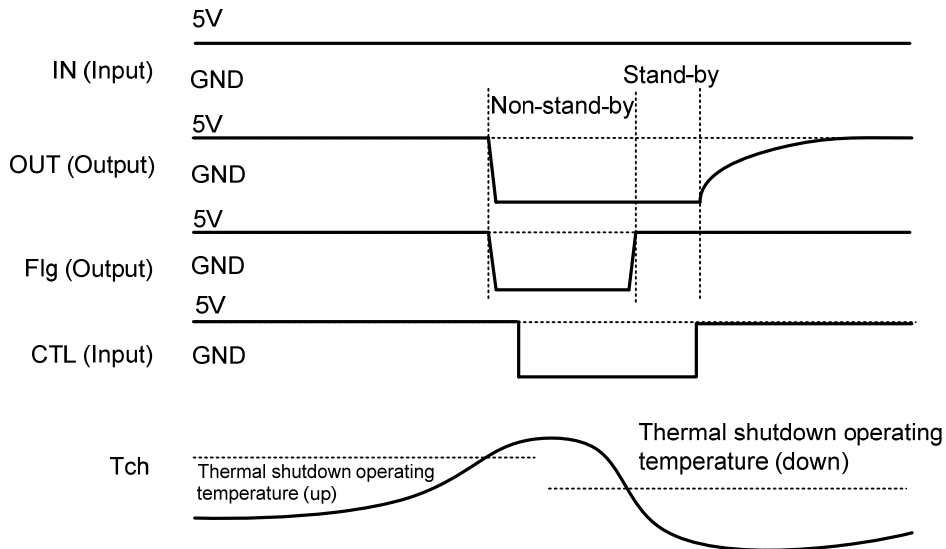 5V
IN (Input)
GND
Stand-by
Non-stand-by
5V
OUT (Output)
GND
5V
Flg (Output)
GND
5V
CTL (Input)
GND
Tch
Thermal shutdown operating
temperature (up)
Thermal shutdown operating
temperature (down)